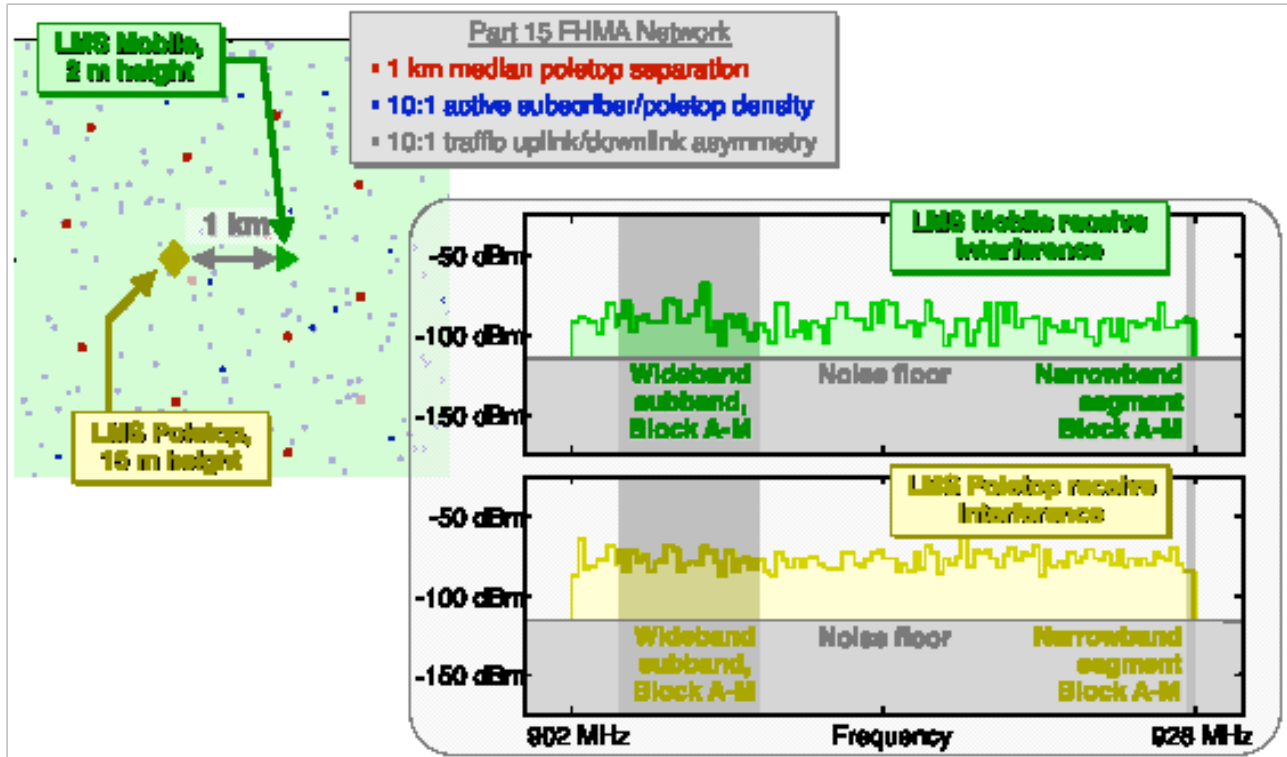 LMS Mobile,
2 m height
Part 15 FHMA Network
▪ 1 km median poletop separation
▪ 10:1 active subscriber/poletop density
▪ 10:1 traffic uplink/downlink asymmetry
1 km
LMS Poletop,
15 m height
LMS Mobile receive
interference
-50 dBm
-100 dBm
-150 dBm
Wideband
subband,
Block A-M
Noise floor
Narrowband
segment
Block A-M
LMS Poletop receive
interference
-50 dBm
-100 dBm
-150 dBm
Wideband
subband,
Block A-M
Noise floor
Narrowband
segment
Block A-M
902 MHz
Frequency
928 MHz